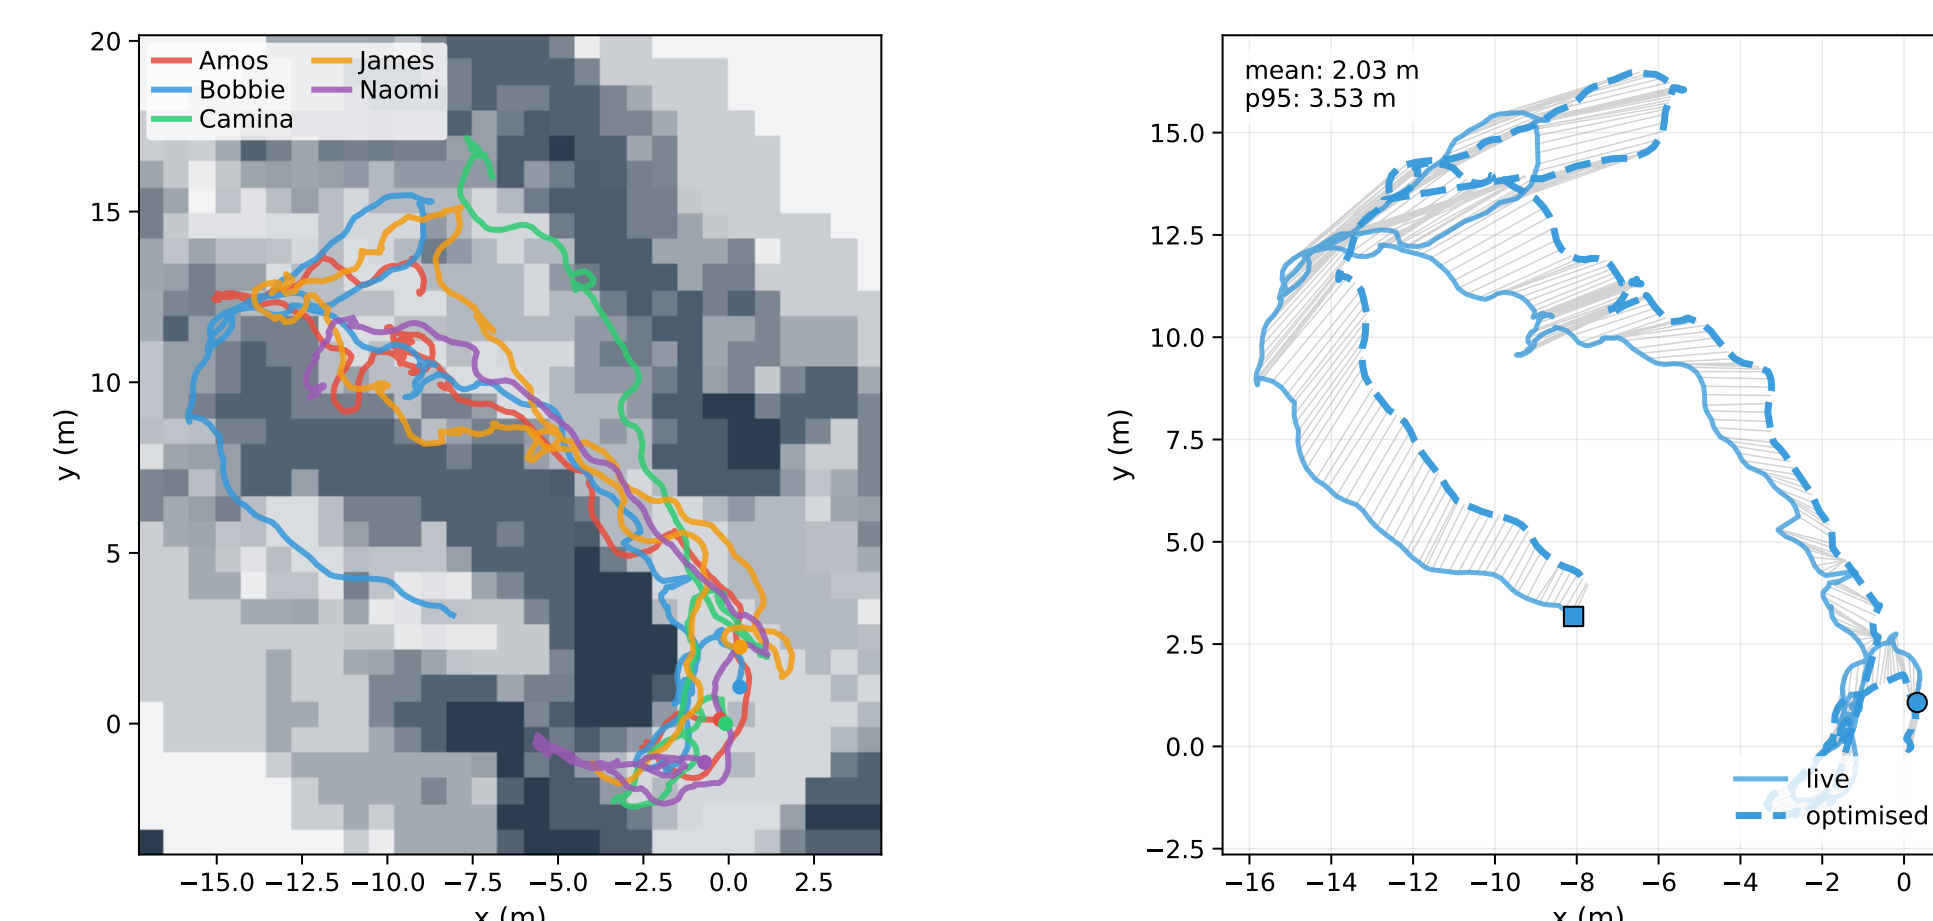 20
15
10
5
0
y (m)
Amos
Bobbie
Camina
James
Naomi
−15.0 −12.5 −10.0 −7.5 −5.0 −2.5 0.0 2.5
x (m)
mean: 2.03 m
p95: 3.53 m
15.0
12.5
10.0
7.5
5.0
2.5
0.0
−2.5
y (m)
live
optimised
−16 −14 −12 −10 −8 −6 −4 −2 0
x (m)